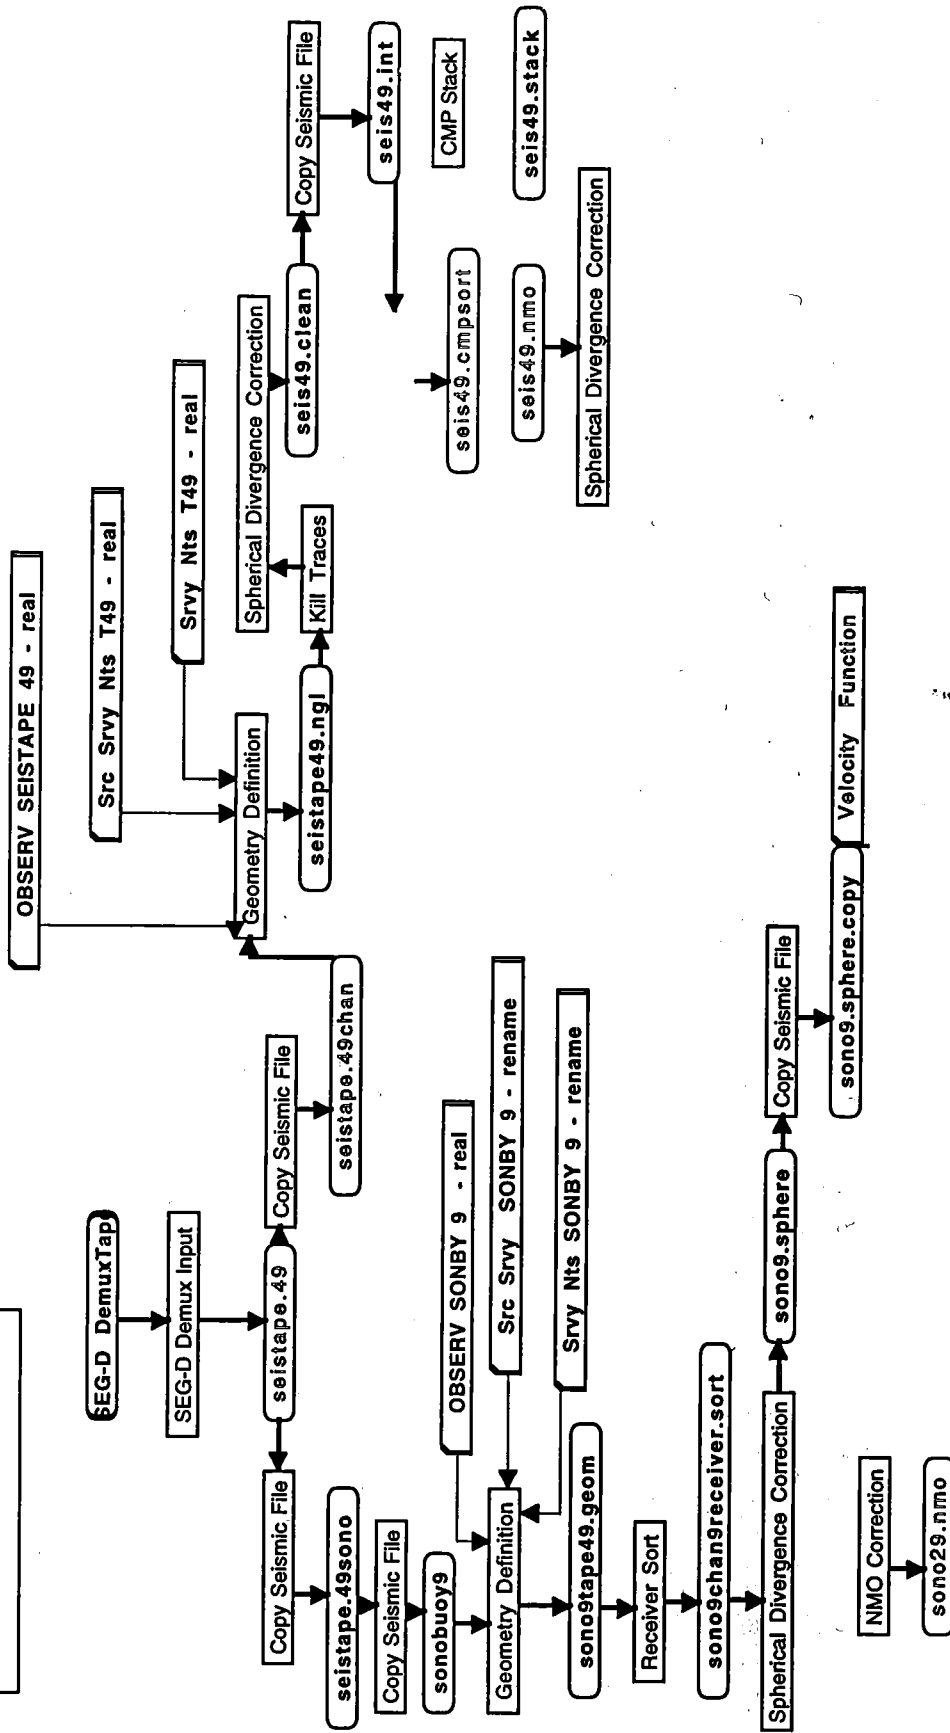 SEG-D DemuxTap
SEG-D Demux Input
seistape.49
Copy Seismic File
seistape.49sono
Copy Seismic File
sonobuoy9
OBSERV SONBY 9 - real
Src Srvy SONBY 9 - rename
Srvy Nts SONBY 9 - rename
Geometry Definition
sono9tape49.geom
Receiver Sort
sono9chan9receiver.sort
Spherical Divergence Correction
sono9.sphere
Copy Seismic File
sono9.sphere.copy
Velocity Function
NMO Correction
sono29.nmo
Copy Seismic File
seistape.49chan
OBSERV SEISTAPE 49 - real
Src Srvy Nts T49 - real
Srvy Nts T49 - real
Geometry Definition
seistape49.ngl
Kill Traces
Spherical Divergence Correction
seis49.clean
Copy Seismic File
seis49.int
seis49.cmpsort
CMP Stack
seis49.nmo
seis49.stack
Spherical Divergence Correction